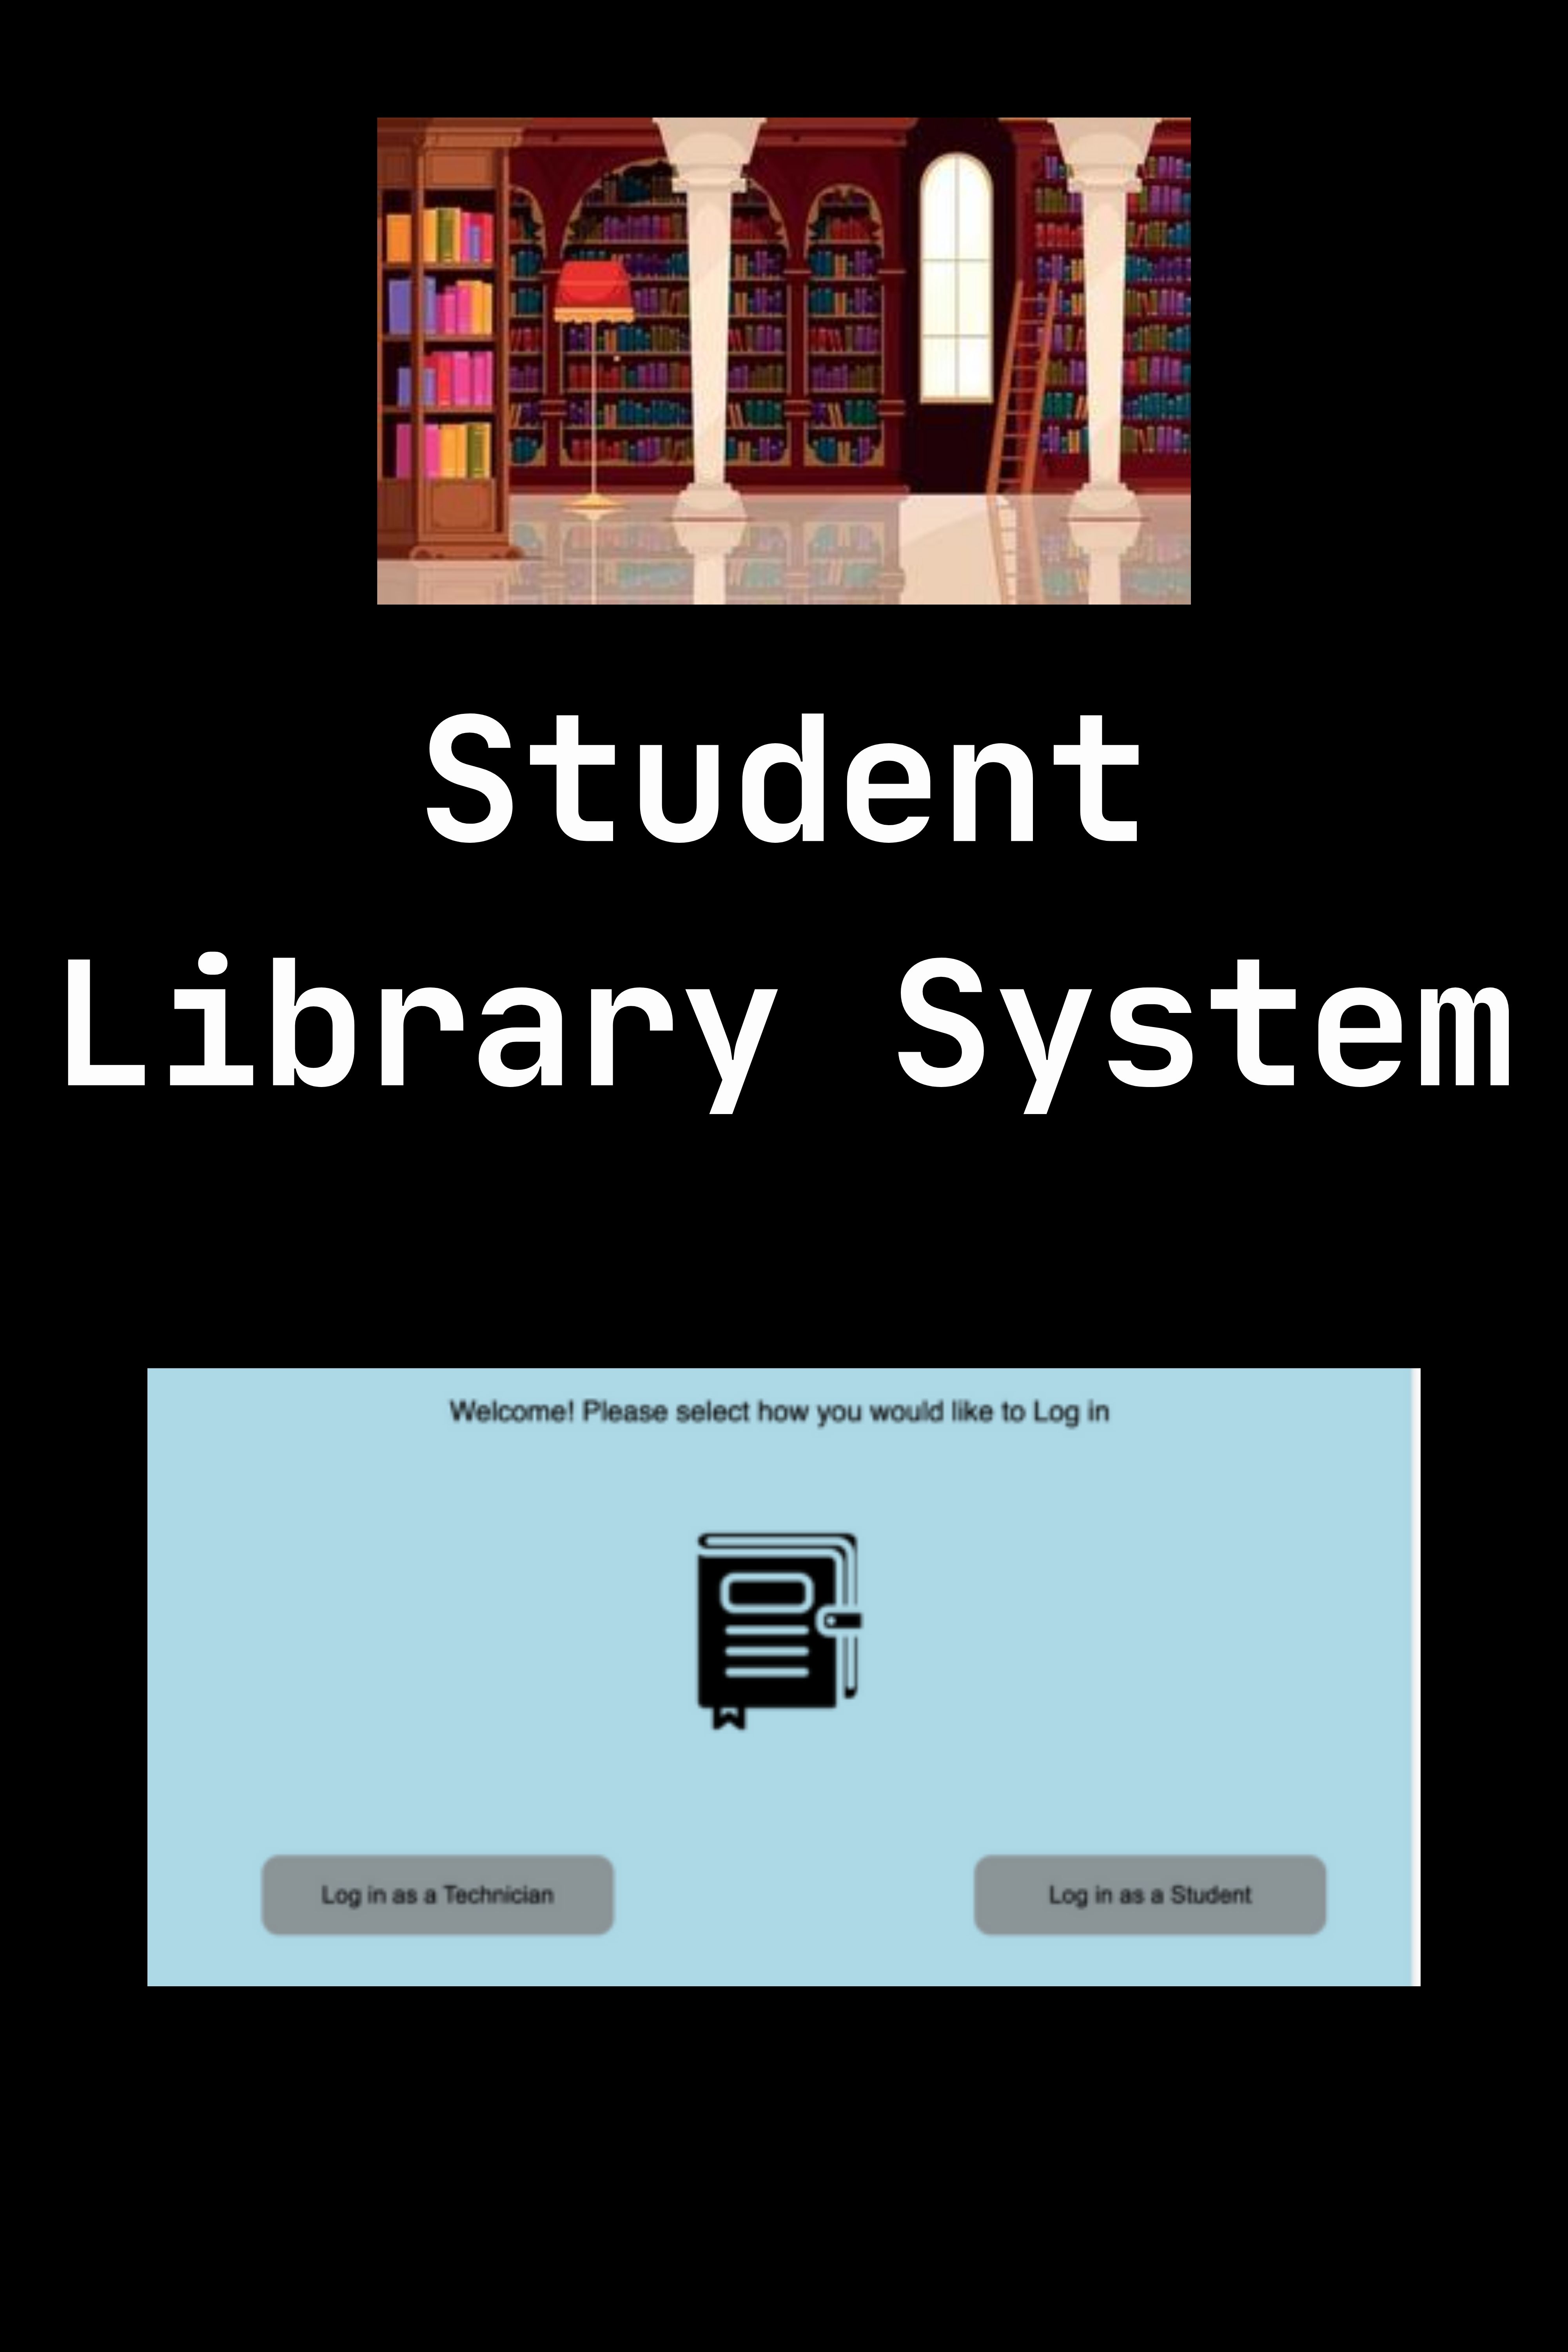 Student
Library System
Welcome! Please select how you would like to Log in
Log in as a Technician
Log in as a Student